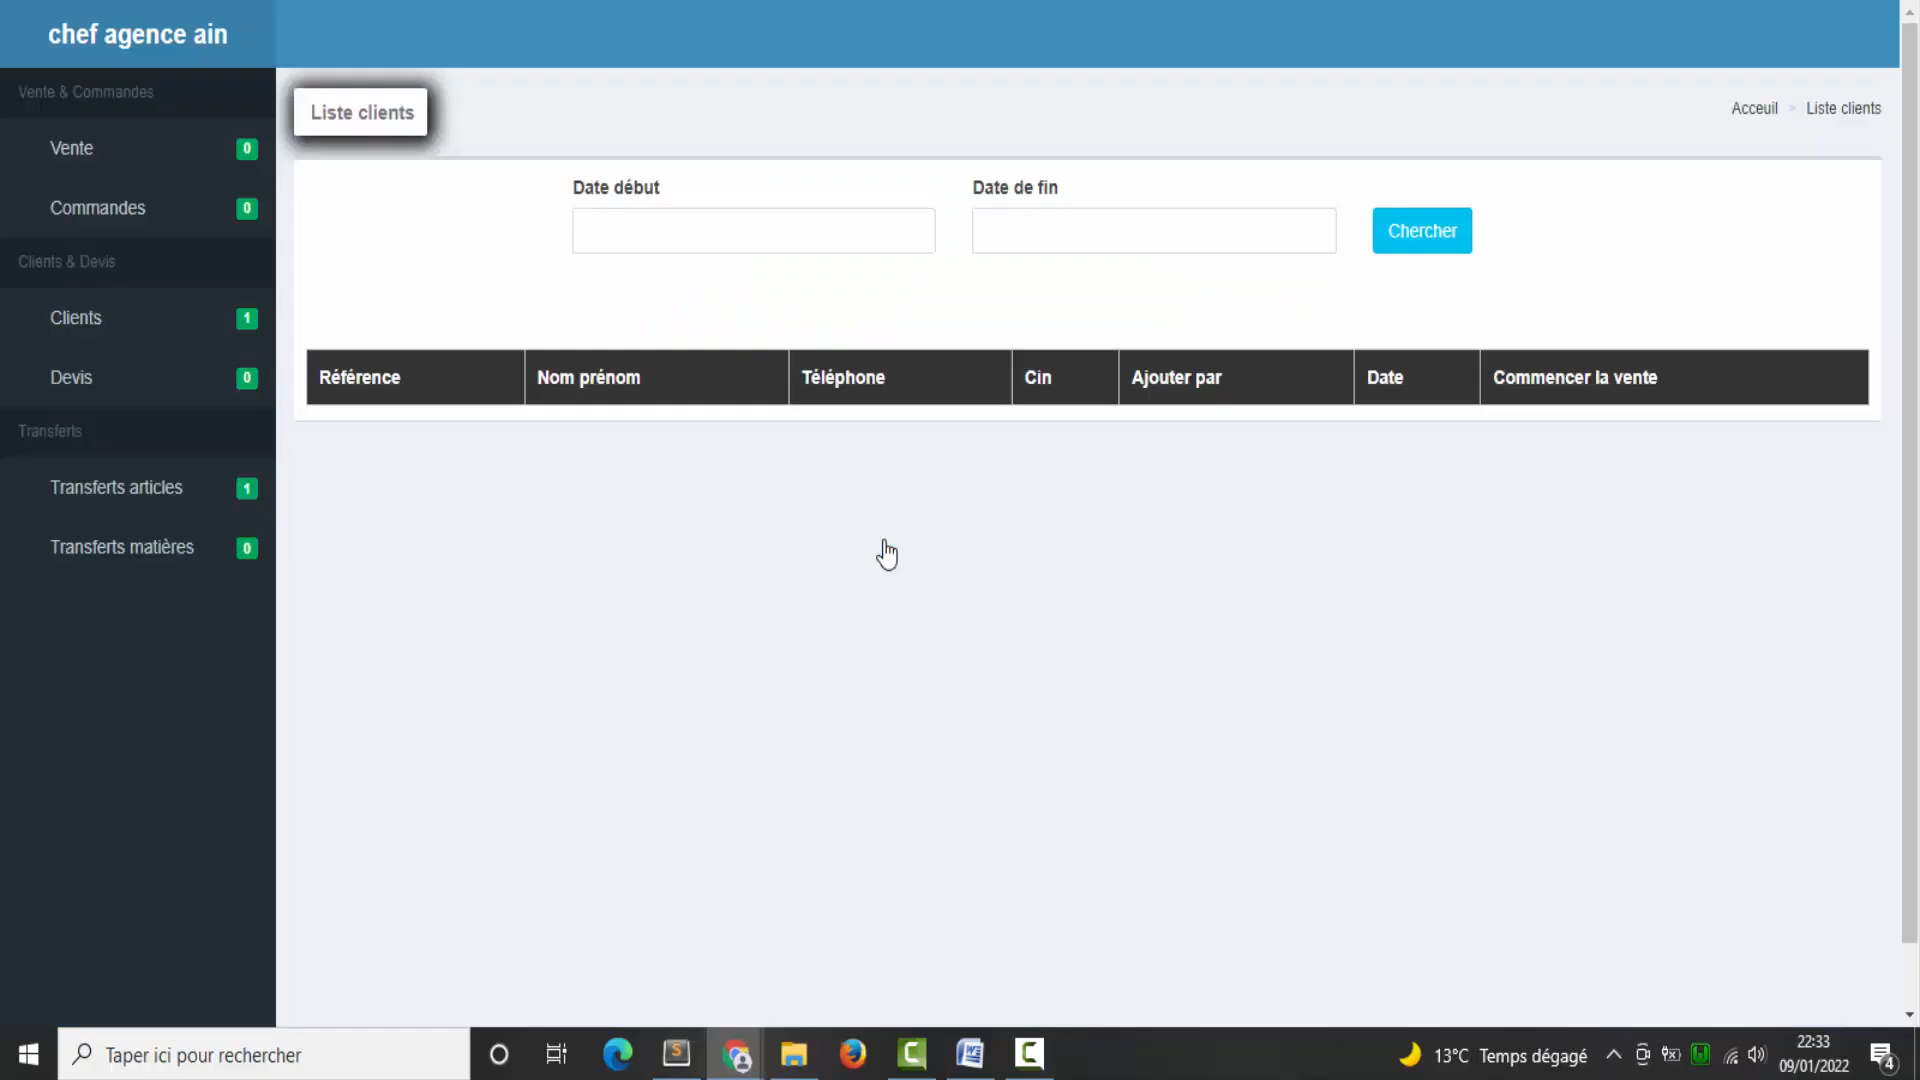 chef agence ain
Vente & Commandes
Vente 0
Commandes 0
Clients & Devis
Clients 1
Devis 0
Transferts
Transferts articles 1
Transferts matières 0
Liste clients
Acceuil > Liste clients
Date début
Date de fin
Chercher
Référence Nom prénom Téléphone Cin Ajouter par Date Commencer la vente
Taper ici pour rechercher
13°C Temps dégagé
22:33
09/01/2022
4